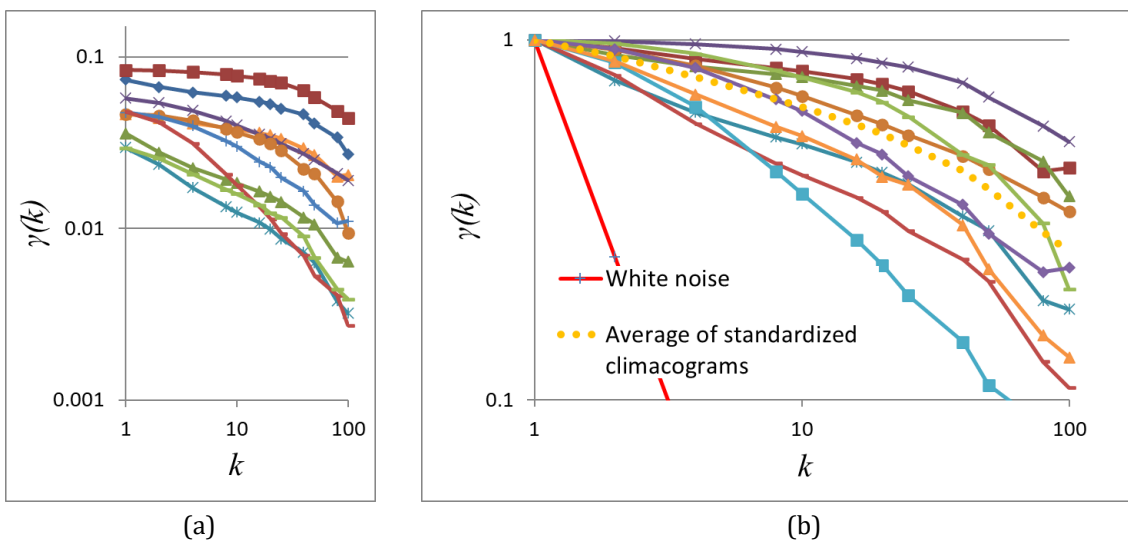 0.1
0.01
0.001
γ(k)
1
10
100
k
(a)
1
0.1
γ(k)
White noise
Average of standardized
climacograms
1
10
100
k
(b)